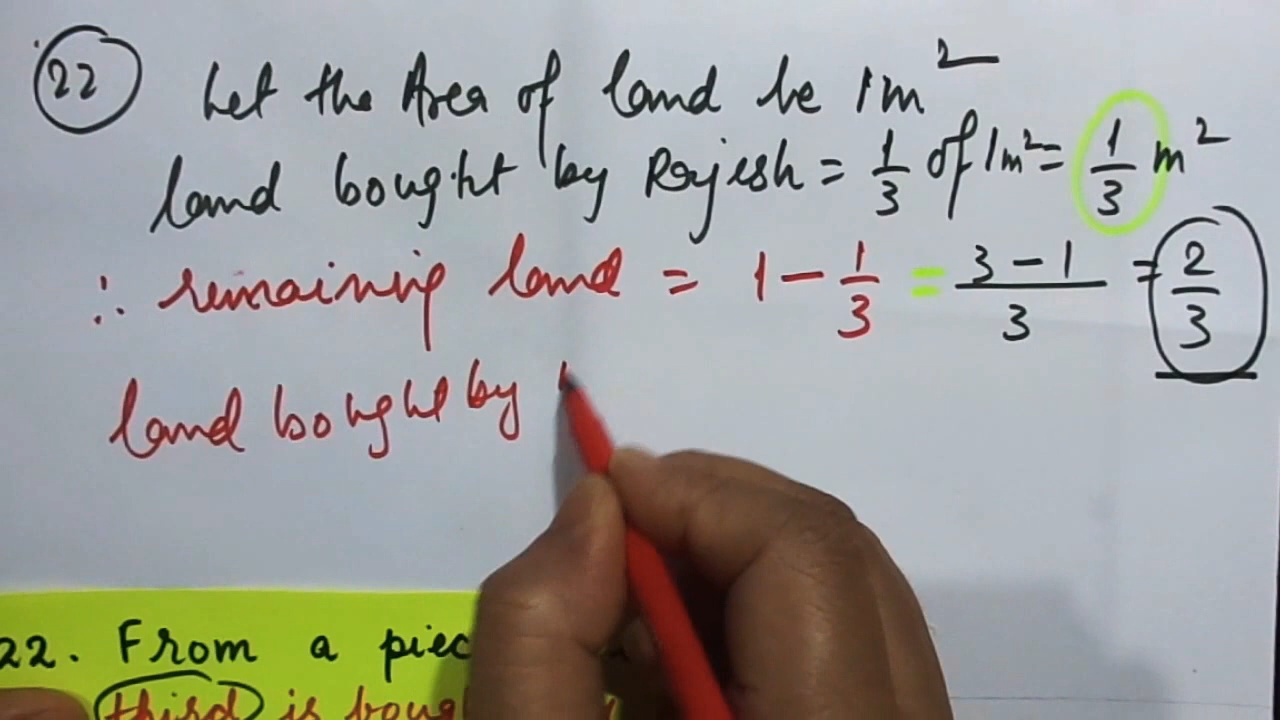 22 Let the Area of land be 1m²
land bought by Rajesh = 1/3 of 1m² = 1/3 m²
∴ remaining land = 1 - 1/3 = 3-1/3 = 2/3
land bought by
22. From a piec
third is boug